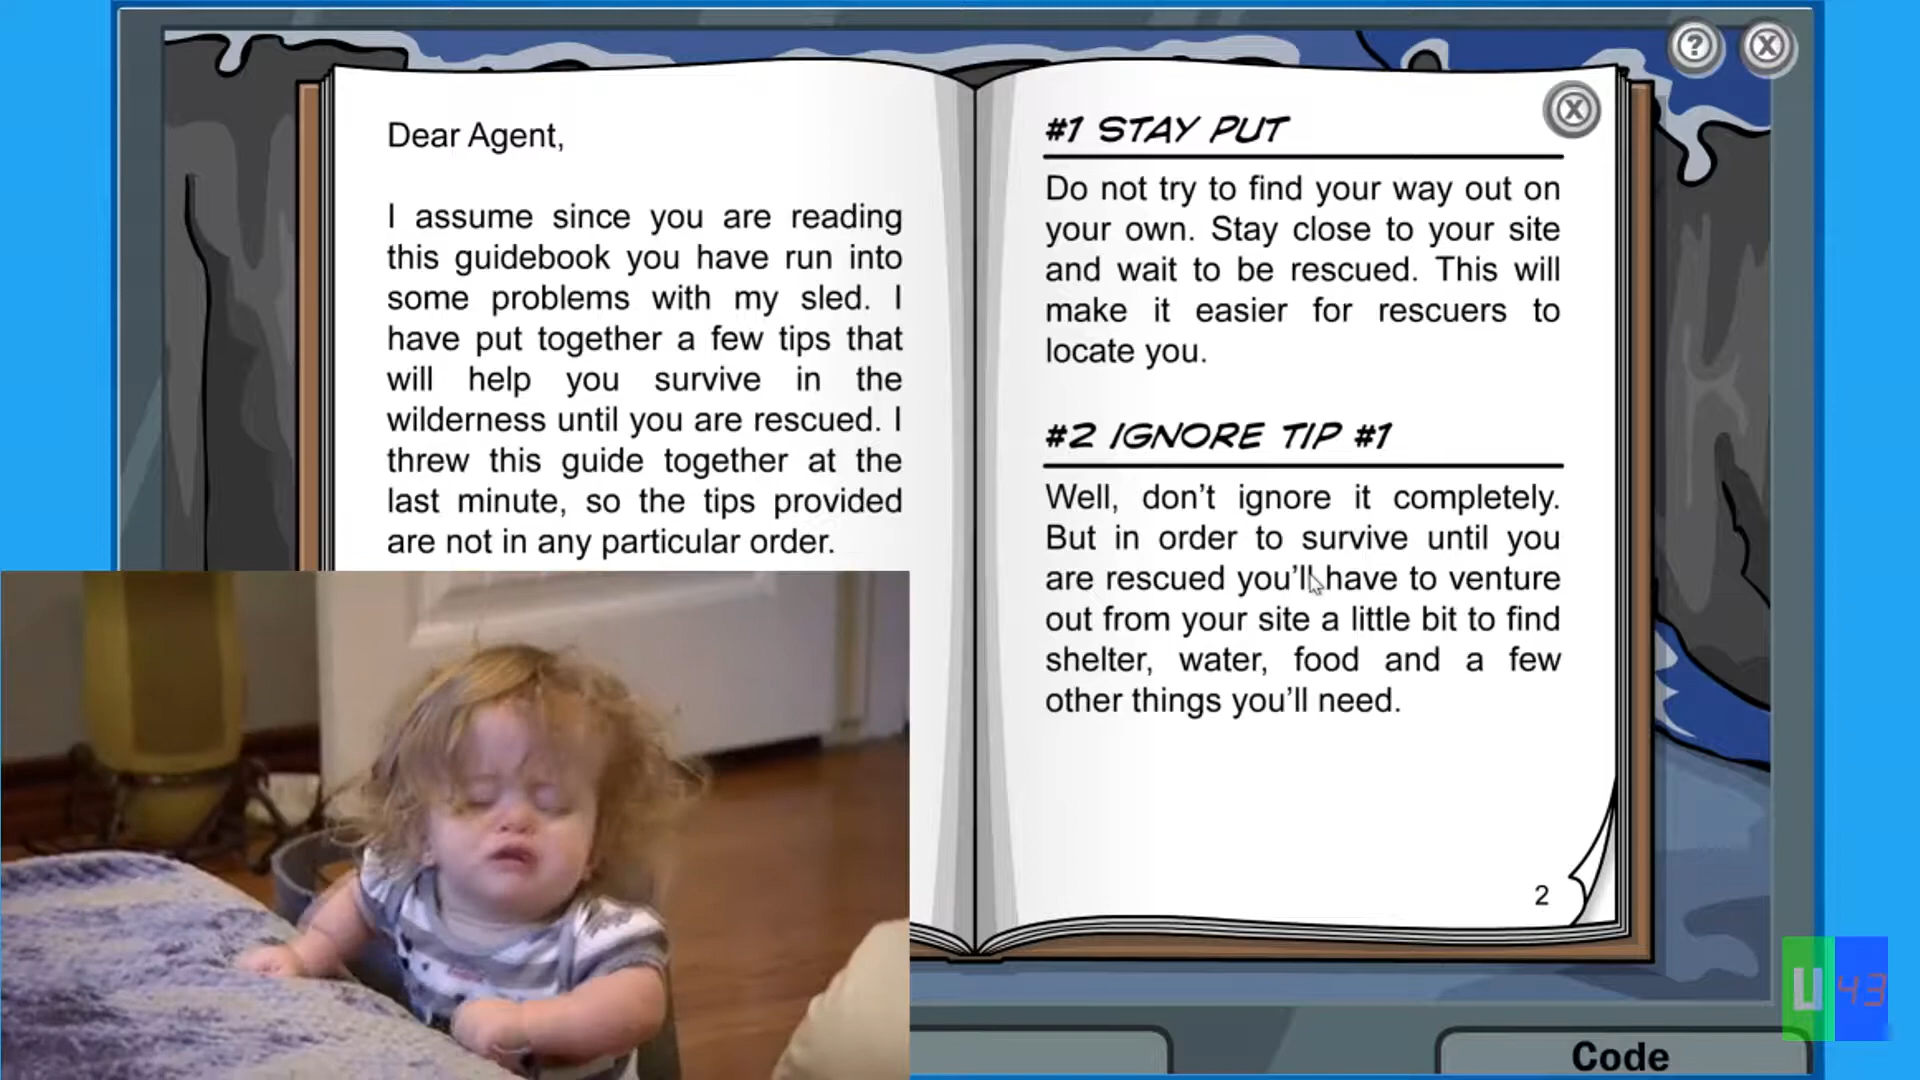 Dear Agent,
I assume since you are reading
this guidebook you have run into
some problems with my sled. I
have put together a few tips that
will help you survive in the
wilderness until you are rescued. I
threw this guide together at the
last minute, so the tips provided
are not in any particular order.
#1 STAY PUT
Do not try to find your way out on
your own. Stay close to your site
and wait to be rescued. This will
make it easier for rescuers to
locate you.
#2 IGNORE TIP #1
Well, don't ignore it completely.
But in order to survive until you
are rescued you'll have to venture
out from your site a little bit to find
shelter, water, food and a few
other things you'll need.
2
?
X
X
U 43
Code